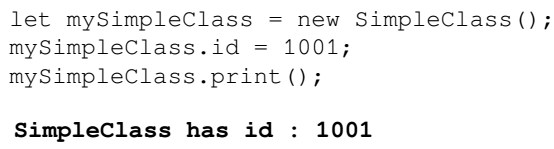 let mySimpleClass = new SimpleClass();
mySimpleClass.id = 1001;
mySimpleClass.print();
SimpleClass has id : 1001